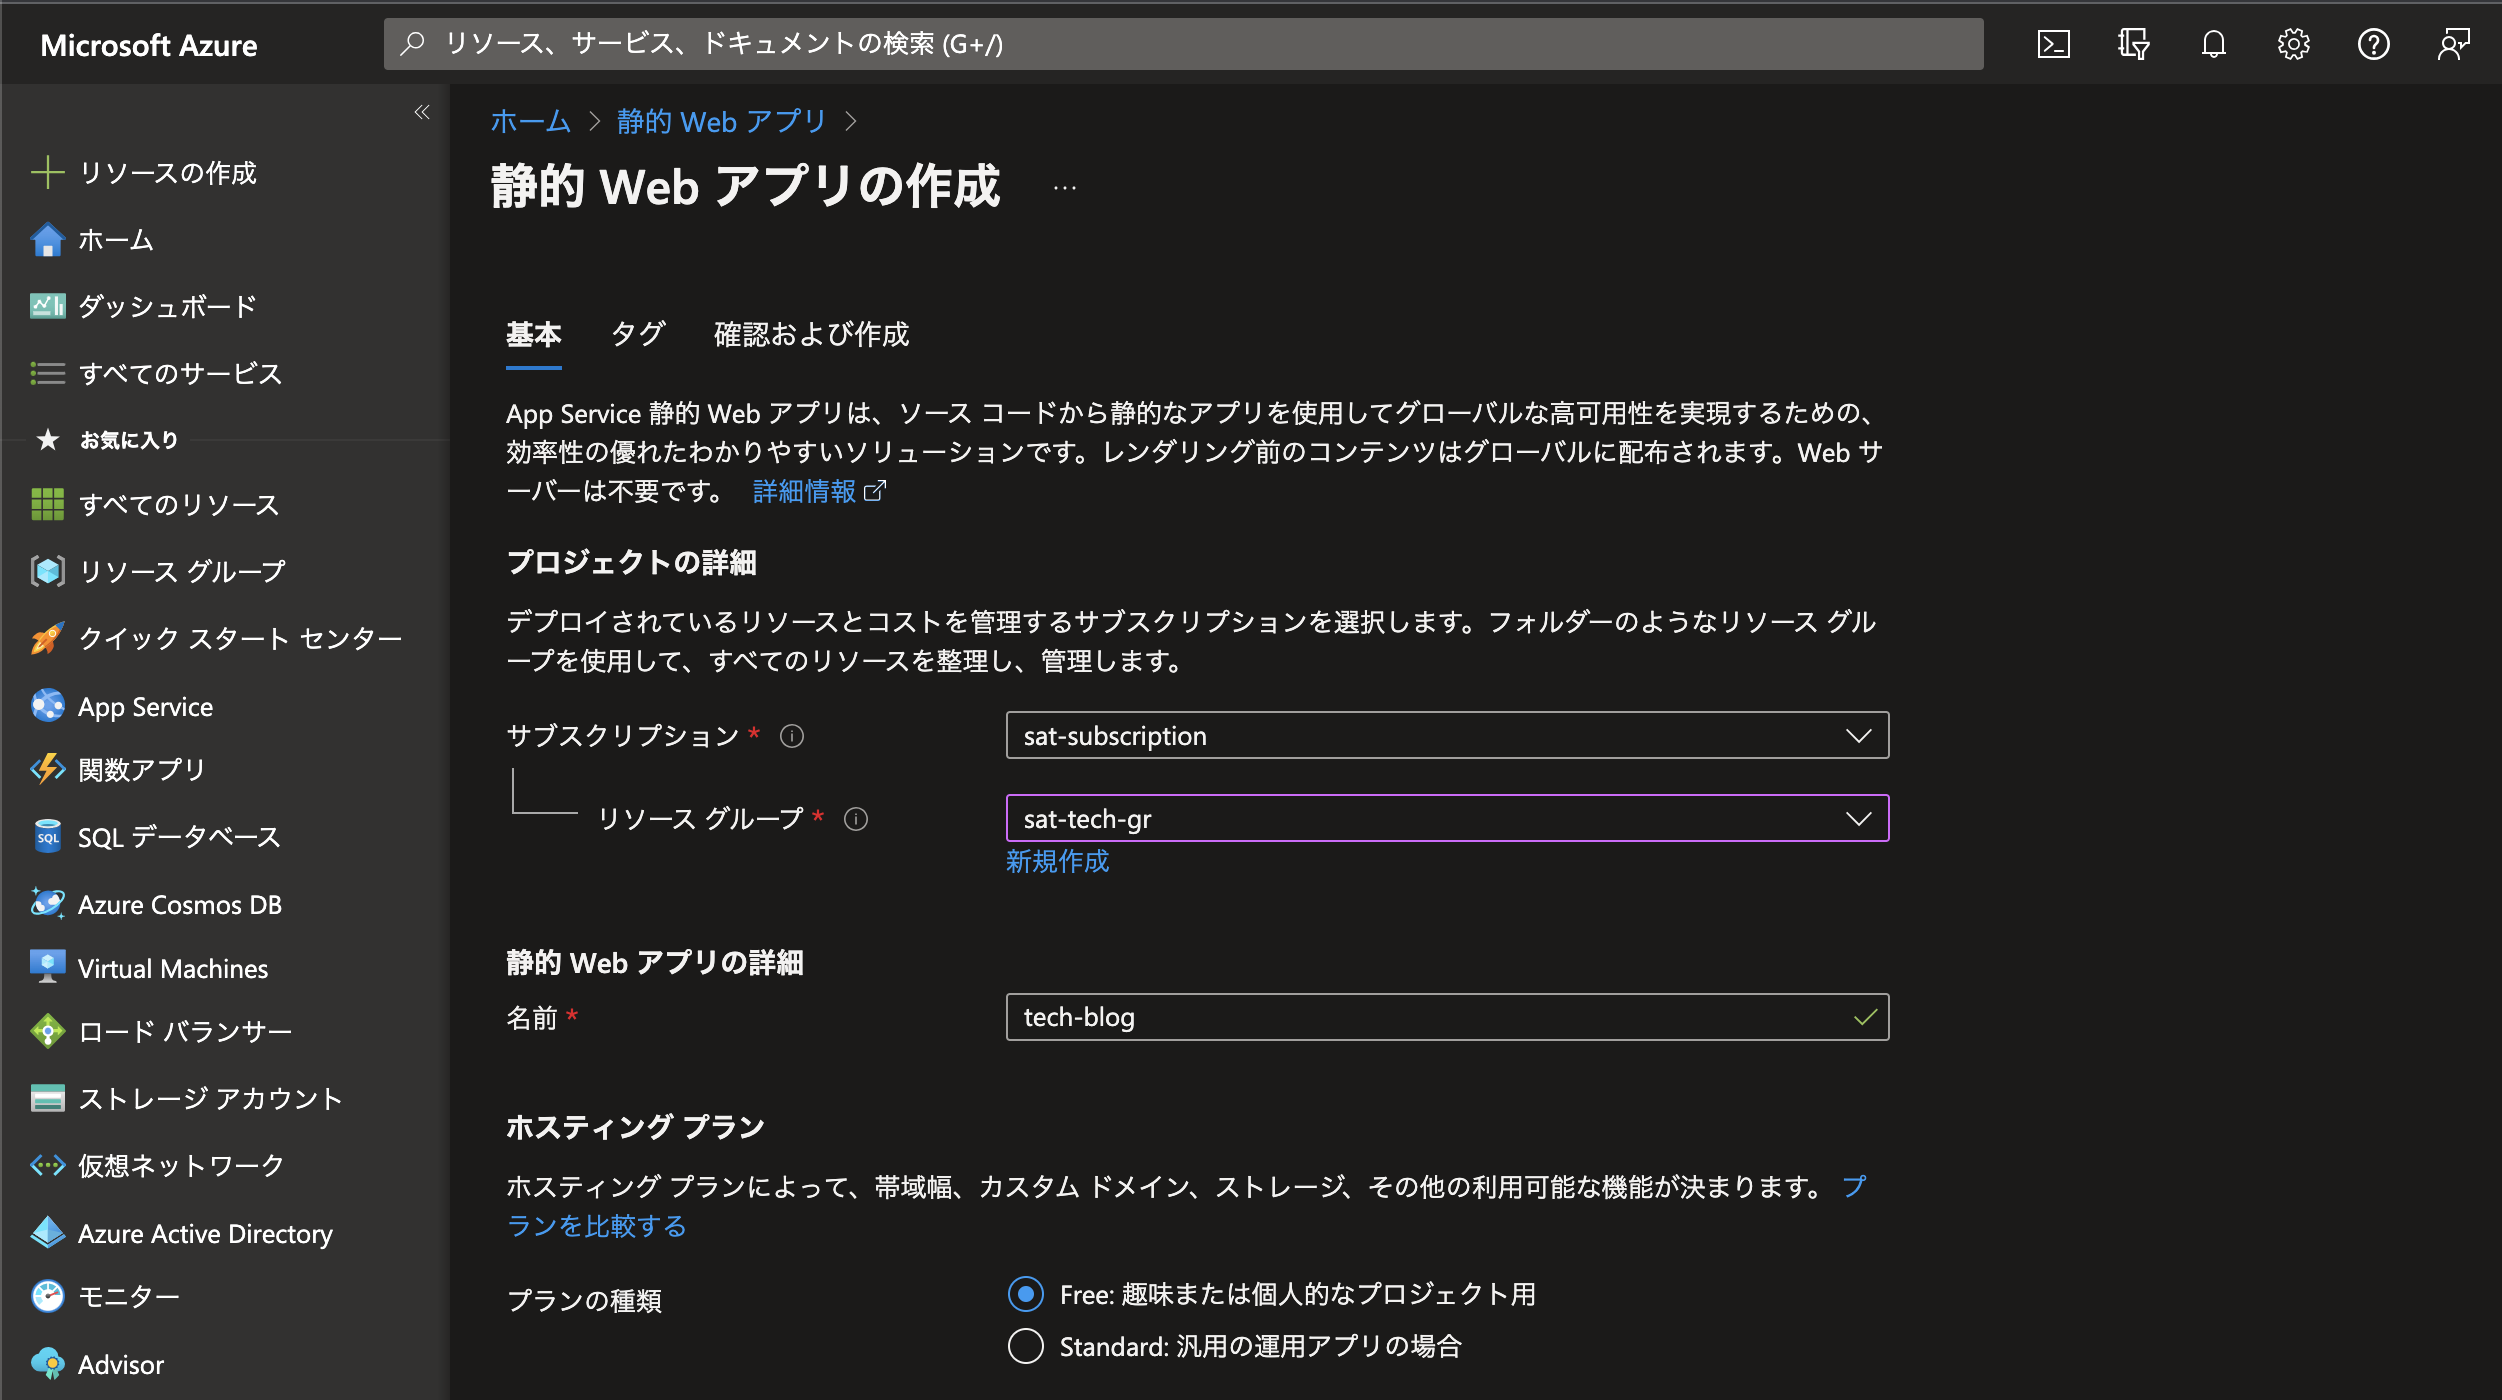 Microsoft Azure
リソース、サービス、ドキュメントの検索 (G+/)
リソースの作成
ホーム
ダッシュボード
すべてのサービス
お気に入り
すべてのリソース
リソース グループ
クイック スタート センター
App Service
関数アプリ
SQL データベース
Azure Cosmos DB
Virtual Machines
ロード バランサー
ストレージ アカウント
仮想ネットワーク
Azure Active Directory
モニター
Advisor
ホーム > 静的 Web アプリ >
静的 Web アプリの作成 ...
基本 タグ 確認および作成
App Service 静的 Web アプリは、ソース コードから静的なアプリを使用してグローバルな高可用性を実現するための、
効率性の優れたわかりやすいソリューションです。レンダリング前のコンテンツはグローバルに配布されます。Web サ
ーバーは不要です。 詳細情報
プロジェクトの詳細
デプロイされているリソースとコストを管理するサブスクリプションを選択します。フォルダーのようなリソース グル
ープを使用して、すべてのリソースを整理し、管理します。
サブスクリプション * sat-subscription
リソース グループ * sat-tech-gr
新規作成
静的 Web アプリの詳細
名前 * tech-blog
ホスティング プラン
ホスティング プランによって、帯域幅、カスタム ドメイン、ストレージ、その他の利用可能な機能が決まります。 プ
ランを比較する
プランの種類 Free: 趣味または個人的なプロジェクト用
Standard: 汎用の運用アプリの場合